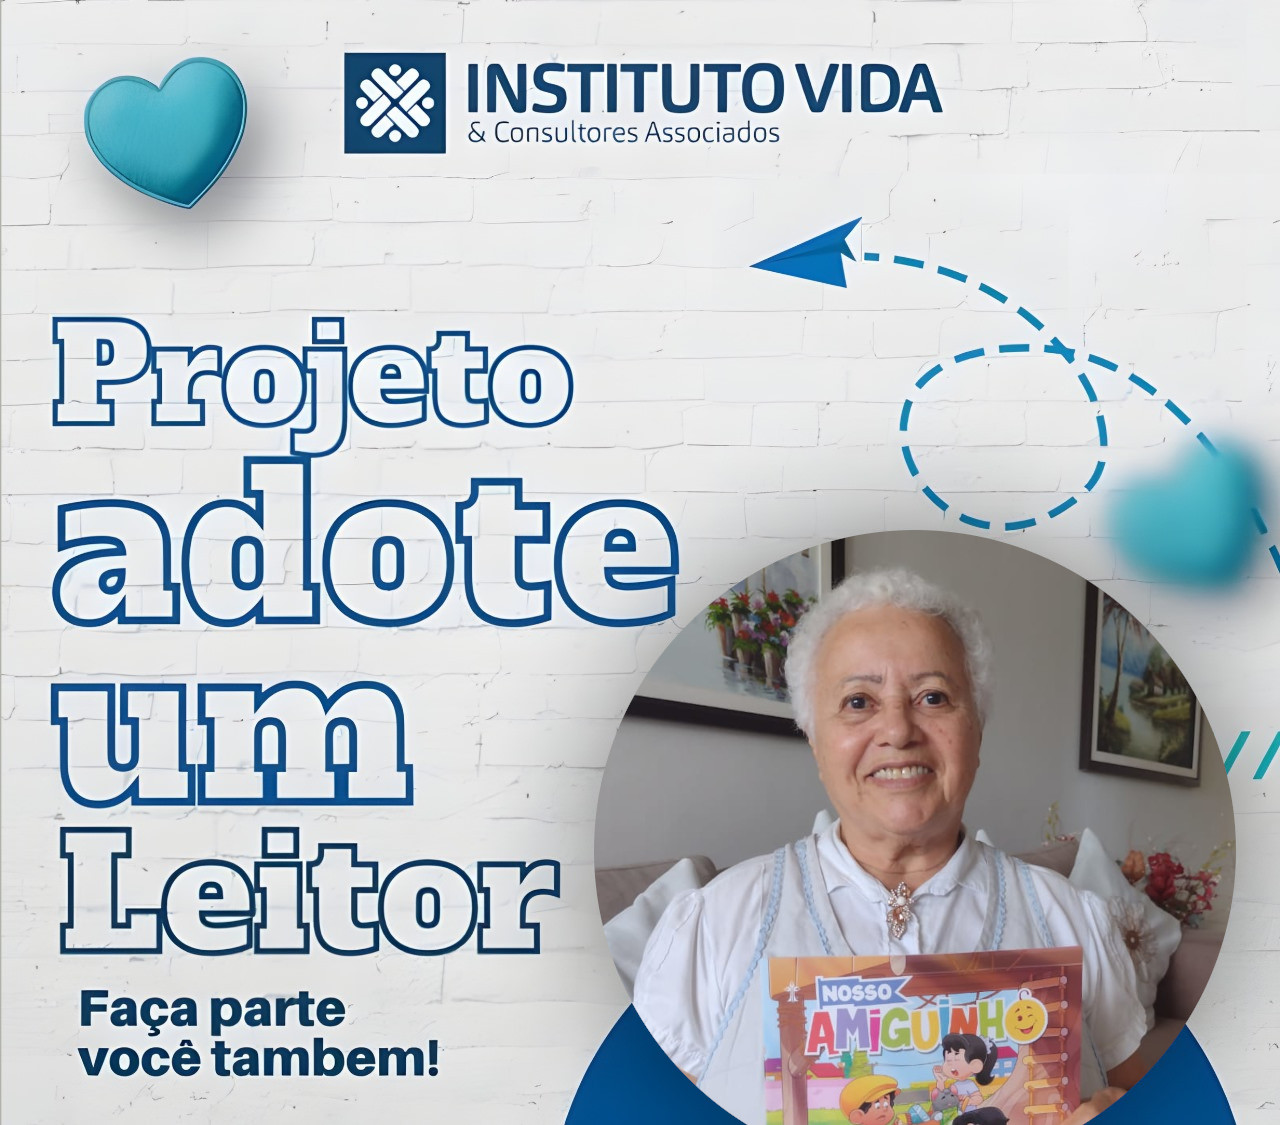 INSTITUTO VIDA
& Consultores Associados
Projeto
adote
um
Leitor
Faça parte
você tambem!
NOSSO
AMIGUINHO